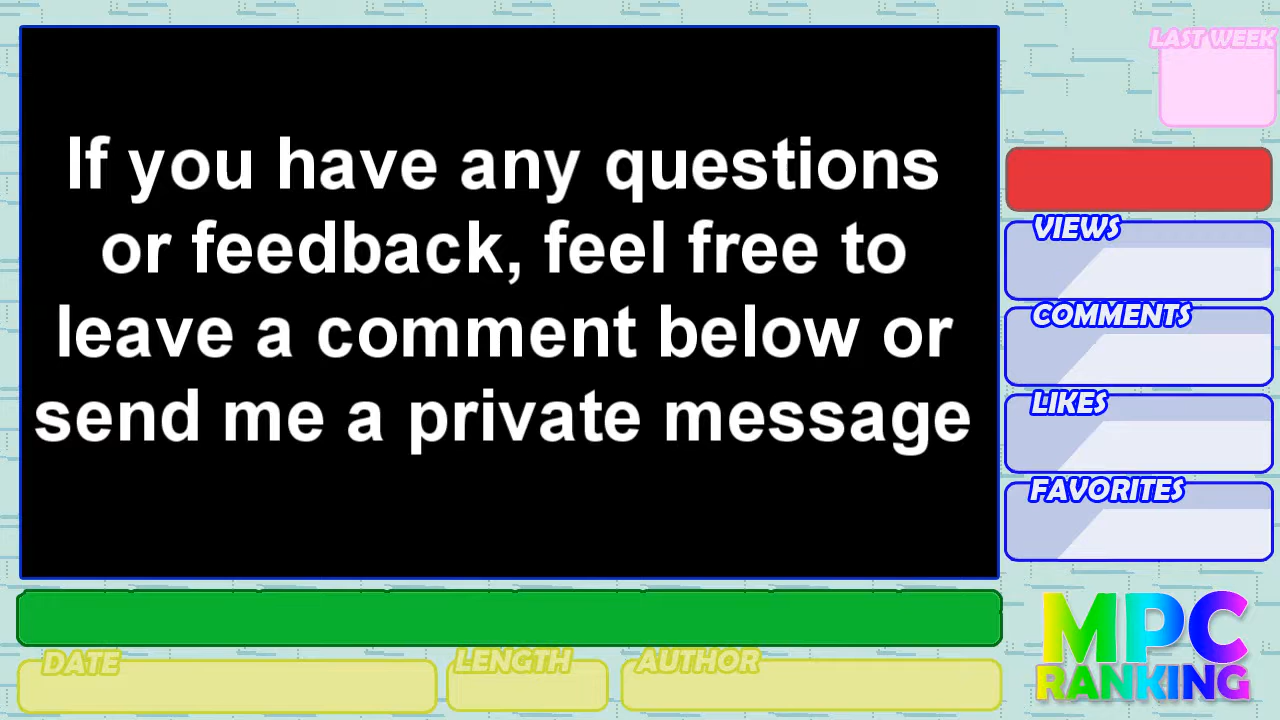 LAST WEEK
If you have any questions
or feedback, feel free to
leave a comment below or
send me a private message
VIEWS
COMMENTS
LIKES
FAVORITES
DATE
LENGTH
AUTHOR
MPC
RANKING